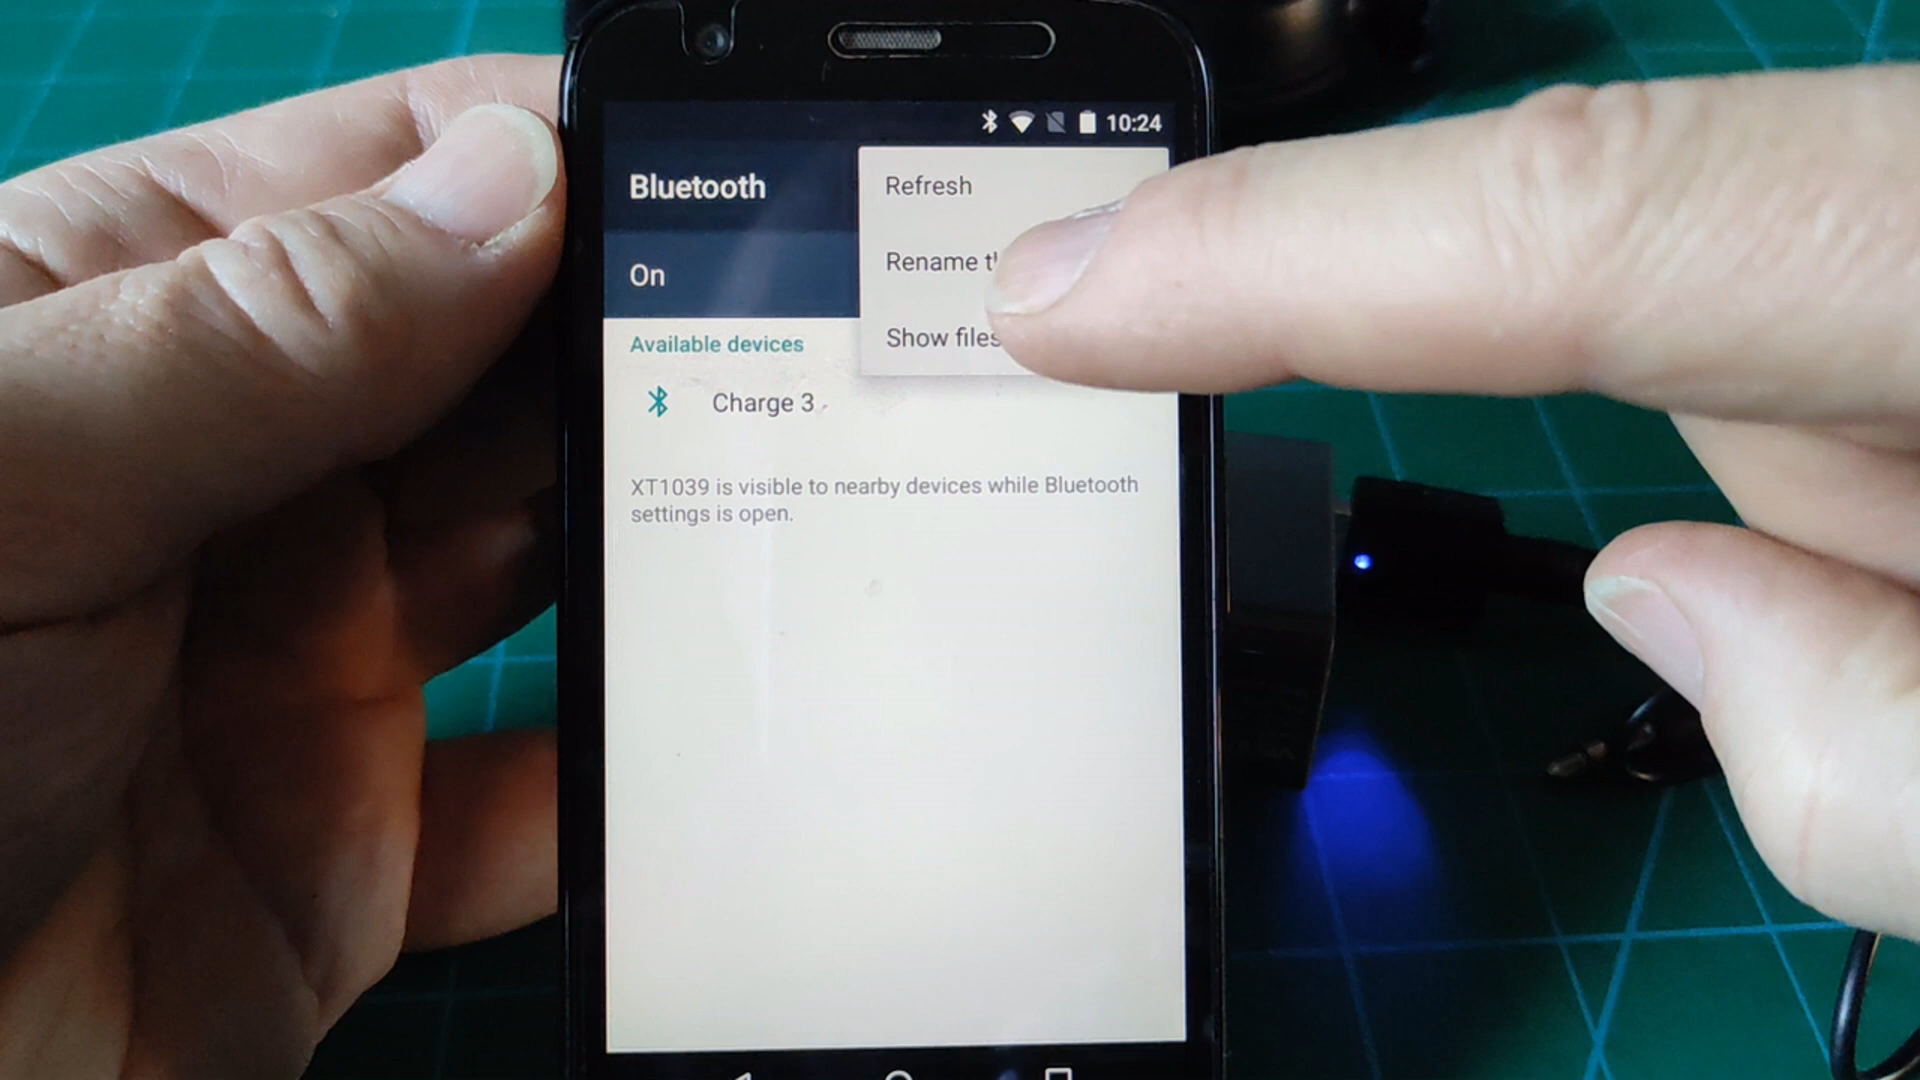 10:24
Bluetooth
Refresh
Rename
On
Show files
Available devices
Charge 3
XT1039 is visible to nearby devices while Bluetooth
settings is open.